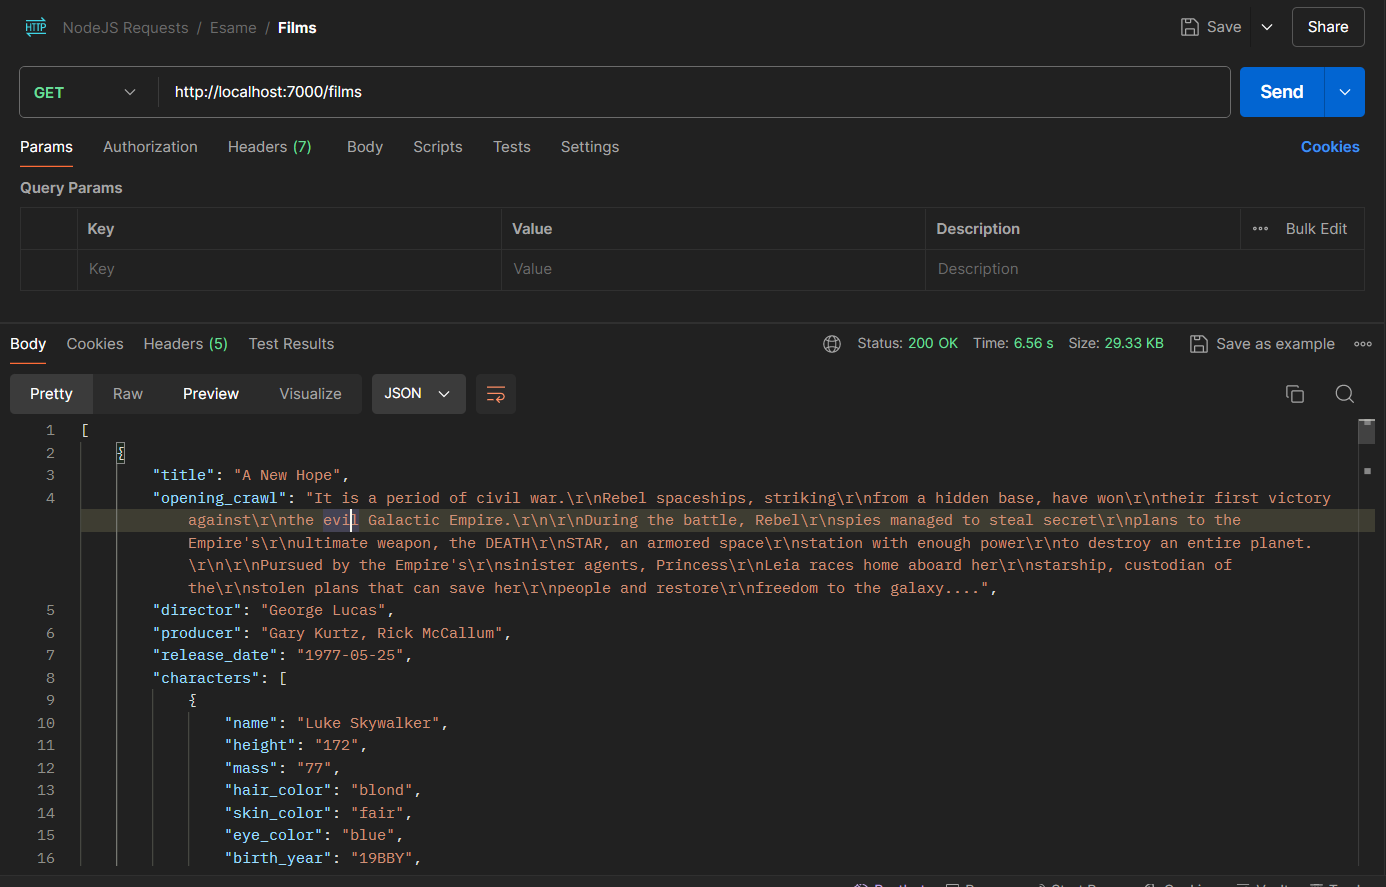 HTTP NodeJS Requests / Esame / Films Save Share
GET http://localhost:7000/films Send
Params Authorization Headers (7) Body Scripts Tests Settings Cookies
Query Params
Key Value Description Bulk Edit
Key Value Description
Body Cookies Headers (5) Test Results Status: 200 OK Time: 6.56 s Size: 29.33 KB Save as example
Pretty Raw Preview Visualize JSON
1 [
2 {
3 "title": "A New Hope",
4 "opening_crawl": "It is a period of civil war.\r\nRebel spaceships, striking\r\nfrom a hidden base, have won\r\ntheir first victory
against\r\nthe evil Galactic Empire.\r\n\r\nDuring the battle, Rebel\r\nspies managed to steal secret\r\nplans to the
Empire's\r\nultimate weapon, the DEATH\r\nSTAR, an armored space\r\nstation with enough power\r\nto destroy an entire planet.
\r\n\r\nPursued by the Empire's\r\nsinister agents, Princess\r\nLeia races home aboard her\r\nstarship, custodian of
the\r\nstolen plans that can save her\r\npeople and restore\r\nfreedom to the galaxy....",
5 "director": "George Lucas",
6 "producer": "Gary Kurtz, Rick McCallum",
7 "release_date": "1977-05-25",
8 "characters": [
9 {
10 "name": "Luke Skywalker",
11 "height": "172",
12 "mass": "77",
13 "hair_color": "blond",
14 "skin_color": "fair",
15 "eye_color": "blue",
16 "birth_year": "19BBY",